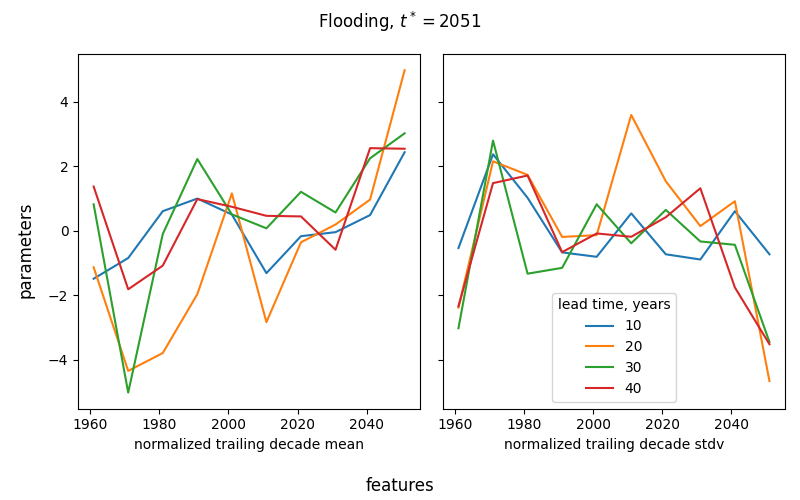 Flooding, t* = 2051
parameters
4
2
0
−2
−4
1960 1980 2000 2020 2040
normalized trailing decade mean
lead time, years
10
20
30
40
1960 1980 2000 2020 2040
normalized trailing decade stdv
features